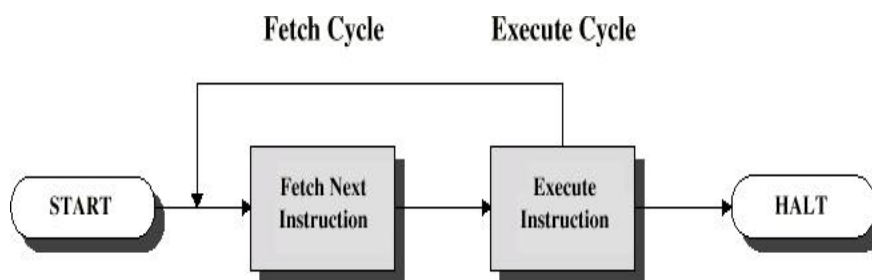 Fetch Cycle
Execute Cycle
START
Fetch Next
Instruction
Execute
Instruction
HALT